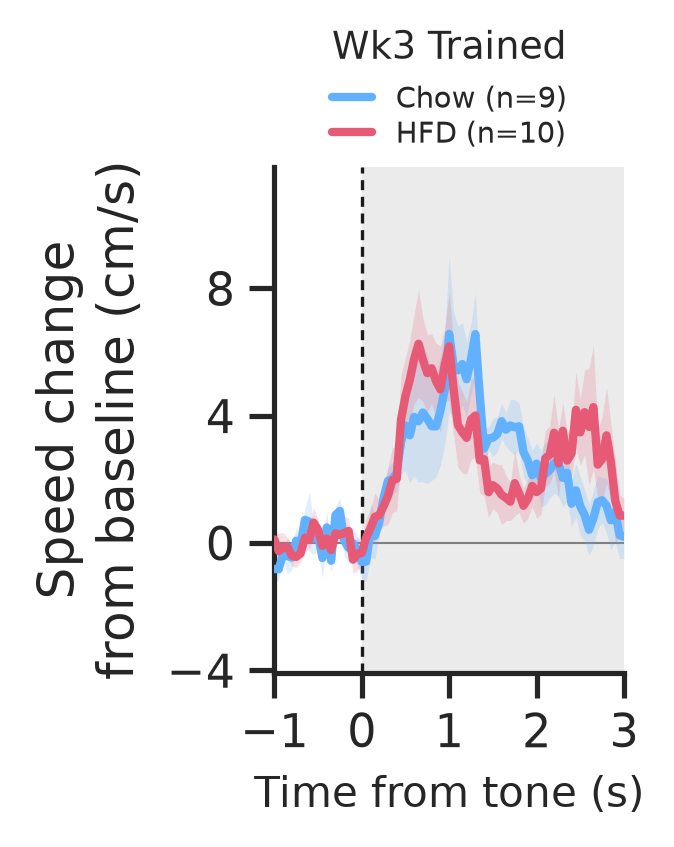 Wk3 Trained
Chow (n=9)
HFD (n=10)
Speed change
from baseline (cm/s)
8
4
0
−4
−1 0 1 2 3
Time from tone (s)